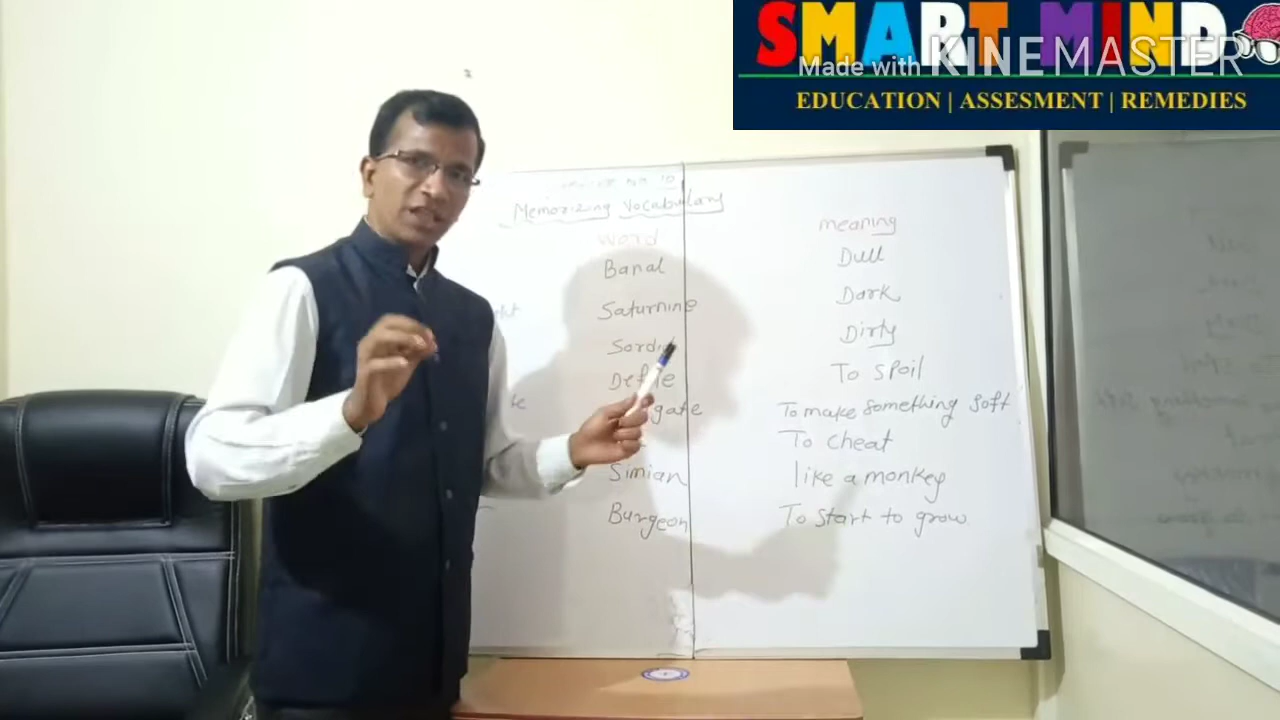 SMART MIND
Made with KINEMASTER
EDUCATION | ASSESMENT | REMEDIES
Memorizing Vocabulary
word meaning
Banal Dull
Saturnine Dark
Dirty
Defile To spoil
To make something soft
To cheat
Simian like a monkey
Burgeon To start to grow